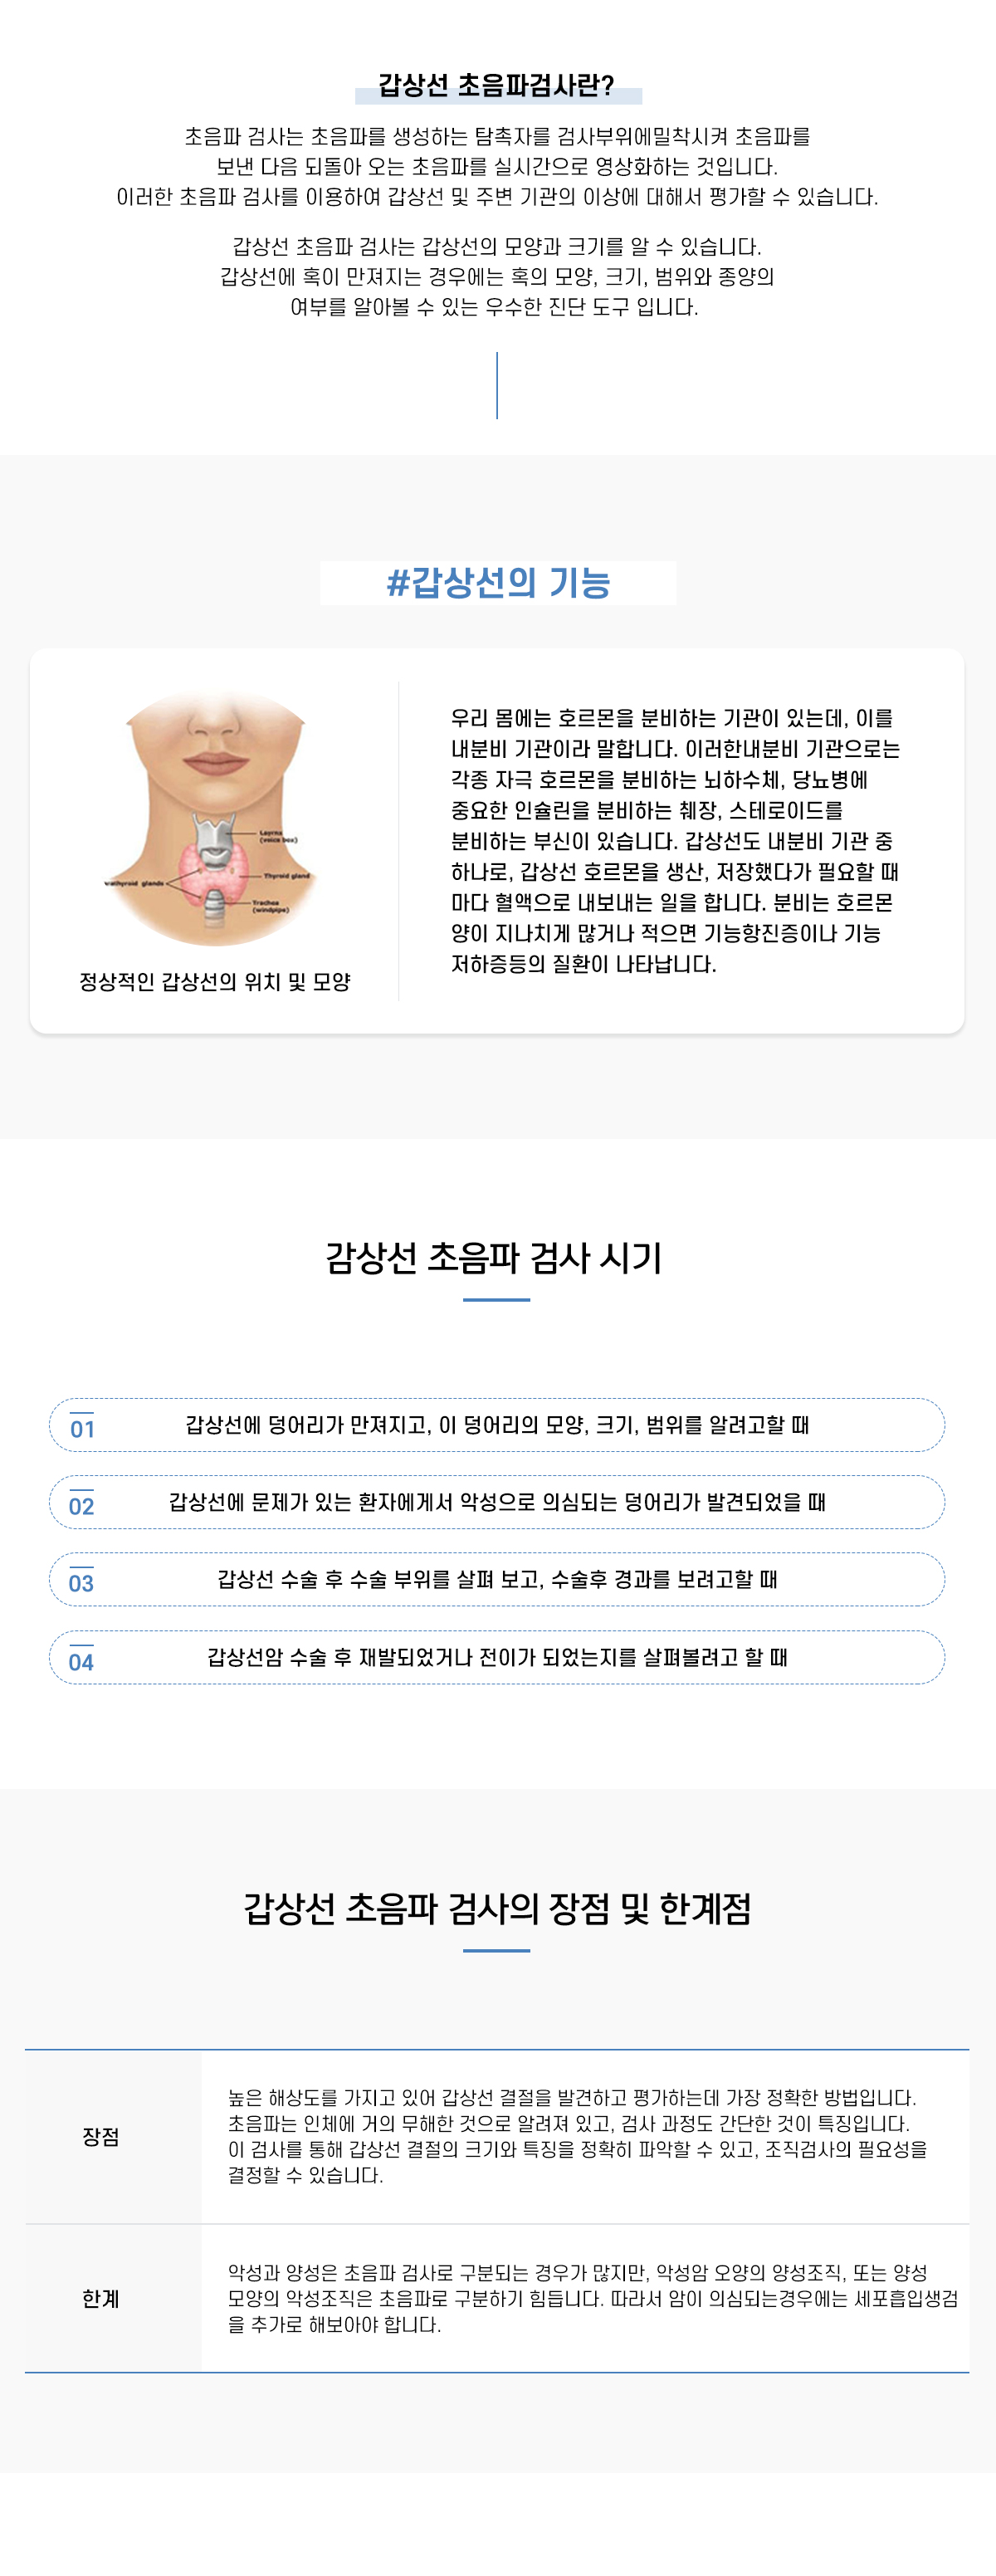 갑상선 초음파검사란?
초음파 검사는 초음파를 생성하는 탐촉자를 검사부위에밀착시켜 초음파를
보낸 다음 되돌아 오는 초음파를 실시간으로 영상화하는 것입니다.
이러한 초음파 검사를 이용하여 갑상선 및 주변 기관의 이상에 대해서 평가할 수 있습니다.
갑상선 초음파 검사는 갑상선의 모양과 크기를 알 수 있습니다.
갑상선에 혹이 만져지는 경우에는 혹의 모양, 크기, 범위와 종양의
여부를 알아볼 수 있는 우수한 진단 도구 입니다.
#갑상선의 기능
Layrnx
(voice box)
Thyroid gland
vathyroid glands
Trachea
(windpipe)
정상적인 갑상선의 위치 및 모양
우리 몸에는 호르몬을 분비하는 기관이 있는데, 이를
내분비 기관이라 말합니다. 이러한내분비 기관으로는
각종 자극 호르몬을 분비하는 뇌하수체, 당뇨병에
중요한 인슐린을 분비하는 췌장, 스테로이드를
분비하는 부신이 있습니다. 갑상선도 내분비 기관 중
하나로, 갑상선 호르몬을 생산, 저장했다가 필요할 때
마다 혈액으로 내보내는 일을 합니다. 분비는 호르몬
양이 지나치게 많거나 적으면 기능항진증이나 기능
저하증등의 질환이 나타납니다.
감상선 초음파 검사 시기
01 갑상선에 덩어리가 만져지고, 이 덩어리의 모양, 크기, 범위를 알려고할 때
02 갑상선에 문제가 있는 환자에게서 악성으로 의심되는 덩어리가 발견되었을 때
03 갑상선 수술 후 수술 부위를 살펴 보고, 수술후 경과를 보려고할 때
04 갑상선암 수술 후 재발되었거나 전이가 되었는지를 살펴볼려고 할 때
갑상선 초음파 검사의 장점 및 한계점
장점
높은 해상도를 가지고 있어 갑상선 결절을 발견하고 평가하는데 가장 정확한 방법입니다.
초음파는 인체에 거의 무해한 것으로 알려져 있고, 검사 과정도 간단한 것이 특징입니다.
이 검사를 통해 갑상선 결절의 크기와 특징을 정확히 파악할 수 있고, 조직검사의 필요성을
결정할 수 있습니다.
한계
악성과 양성은 초음파 검사로 구분되는 경우가 많지만, 악성암 오양의 양성조직, 또는 양성
모양의 악성조직은 초음파로 구분하기 힘듭니다. 따라서 암이 의심되는경우에는 세포흡입생검
을 추가로 해보아야 합니다.